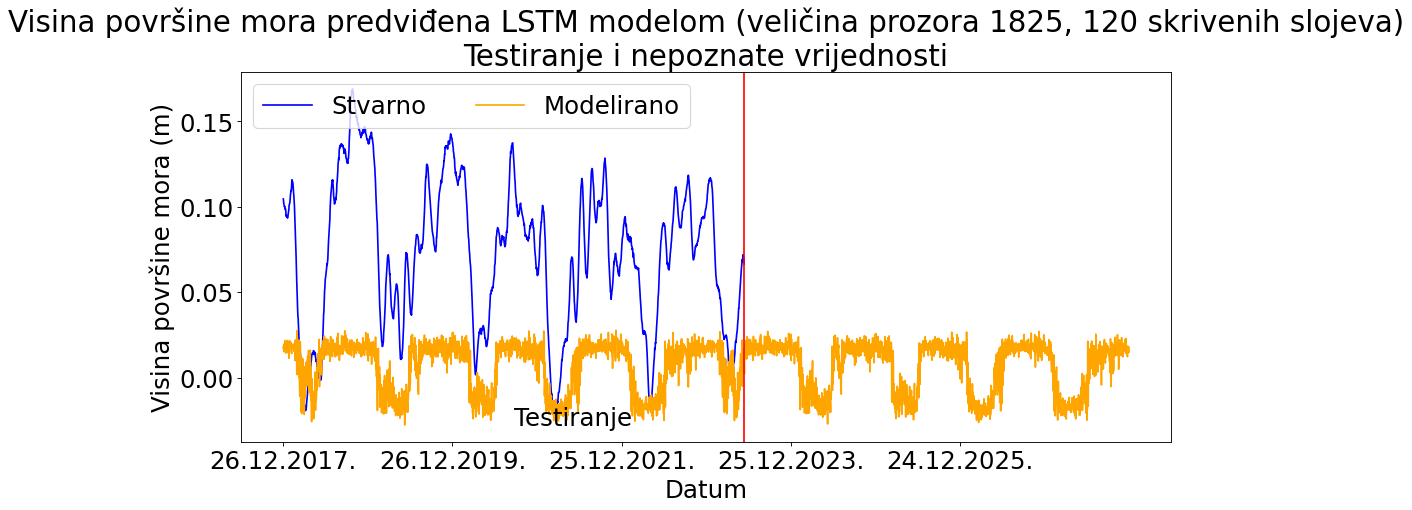 Visina površine mora predviđena LSTM modelom (veličina prozora 1825, 120 skrivenih slojeva)
Testiranje i nepoznate vrijednosti
Stvarno
Modelirano
Visina površine mora (m)
0.15
0.10
0.05
0.00
Testiranje
26.12.2017. 26.12.2019. 25.12.2021. 25.12.2023. 24.12.2025.
Datum